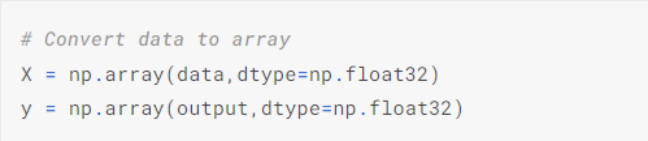 # Convert data to array
X = np.array(data,dtype=np.float32)
y = np.array(output,dtype=np.float32)